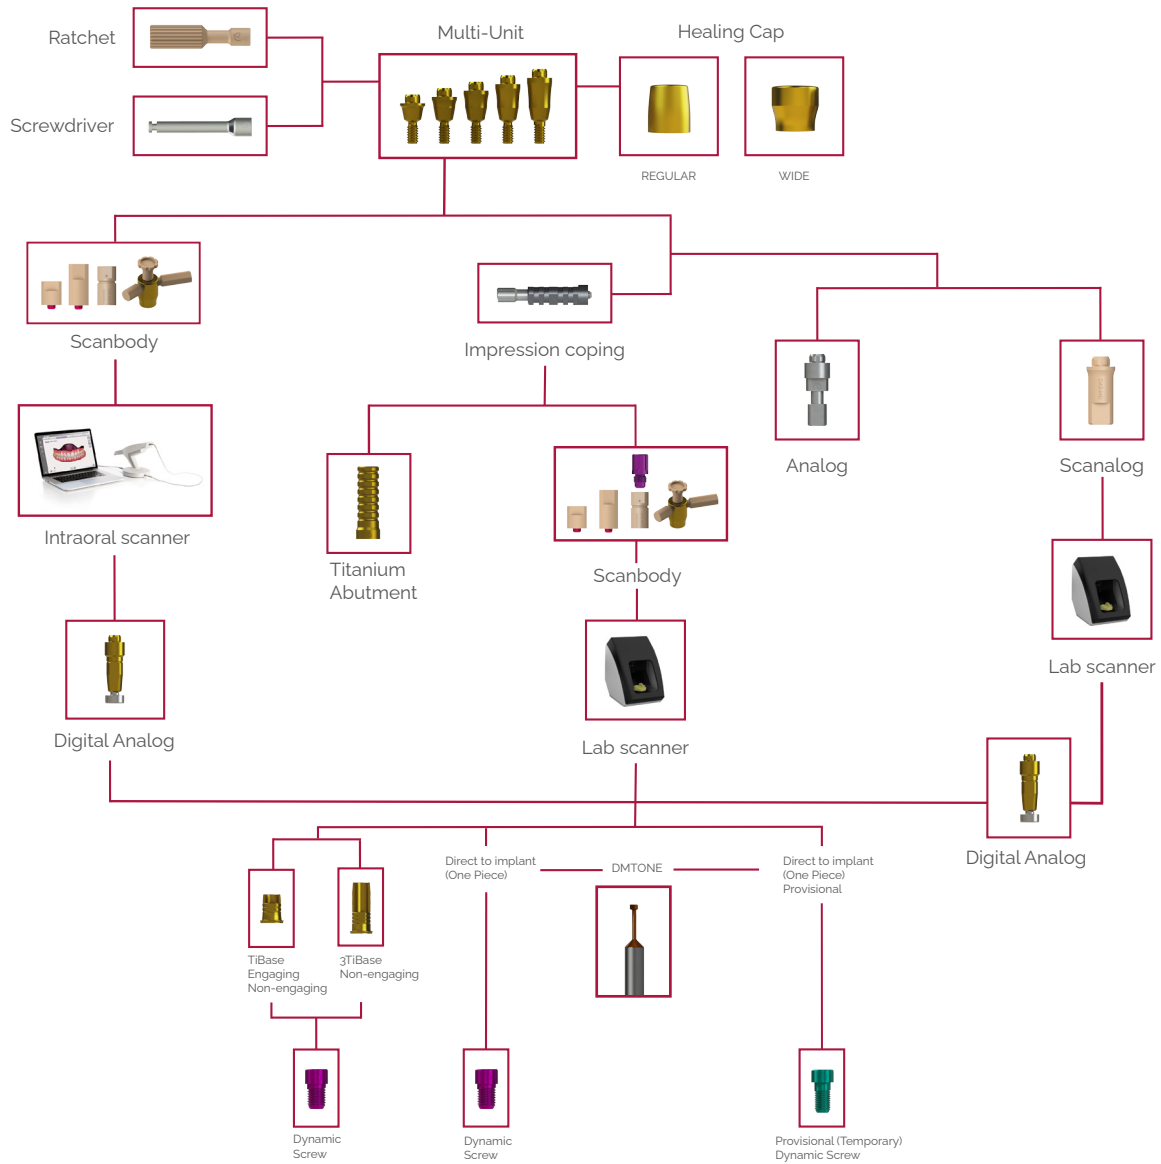 Ratchet
Multi-Unit
Healing Cap
Screwdriver
REGULAR
WIDE
Scanbody
Impression coping
Analog
Scanalog
Intraoral scanner
Titanium
Abutment
Scanbody
Lab scanner
Digital Analog
Lab scanner
Digital Analog
Direct to implant
(One Piece)
DMTONE
Direct to implant
(One Piece)
Provisional
TiBase
Engaging
Non-engaging
3TiBase
Non-engaging
Dynamic
Screw
Dynamic
Screw
Provisional (Temporary)
Dynamic Screw